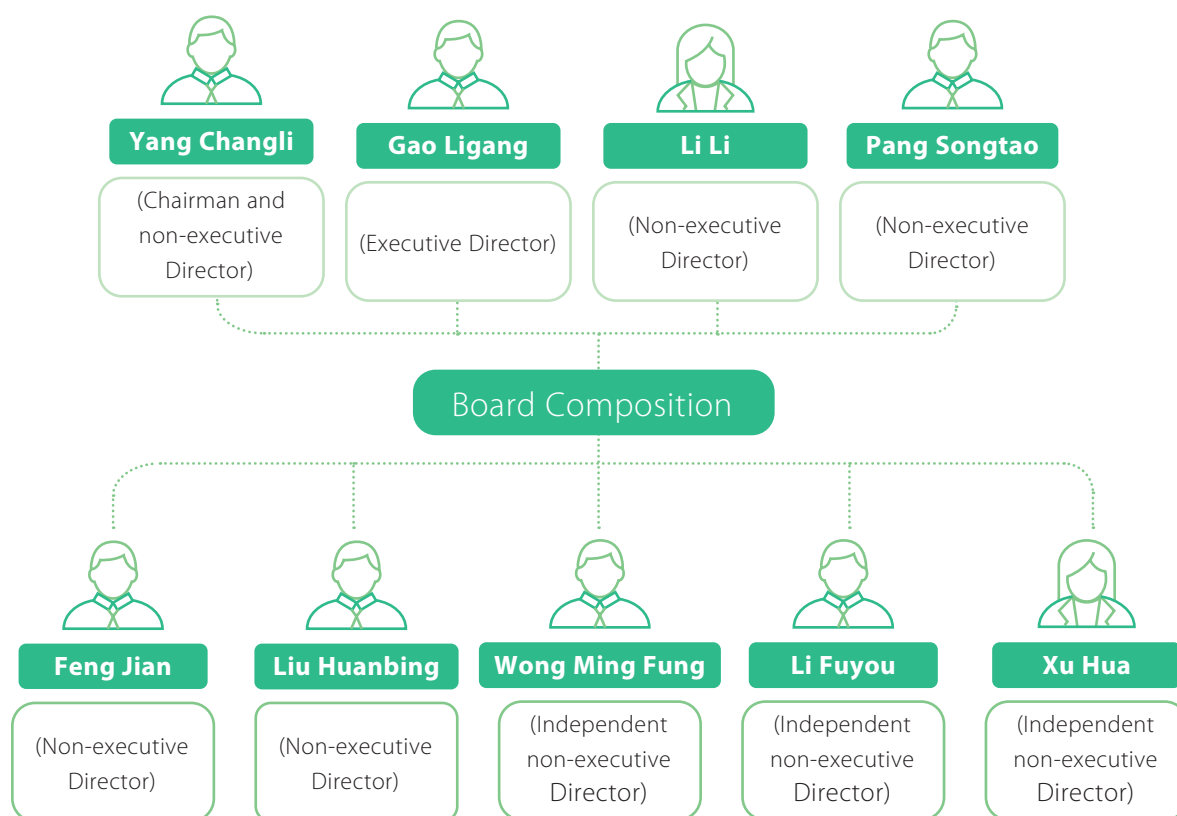 Yang Changli
(Chairman and
non-executive
Director)
Gao Ligang
(Executive Director)
Li Li
(Non-executive
Director)
Pang Songtao
(Non-executive
Director)
Board Composition
Feng Jian
(Non-executive
Director)
Liu Huanbing
(Non-executive
Director)
Wong Ming Fung
(Independent
non-executive
Director)
Li Fuyou
(Independent
non-executive
Director)
Xu Hua
(Independent
non-executive
Director)